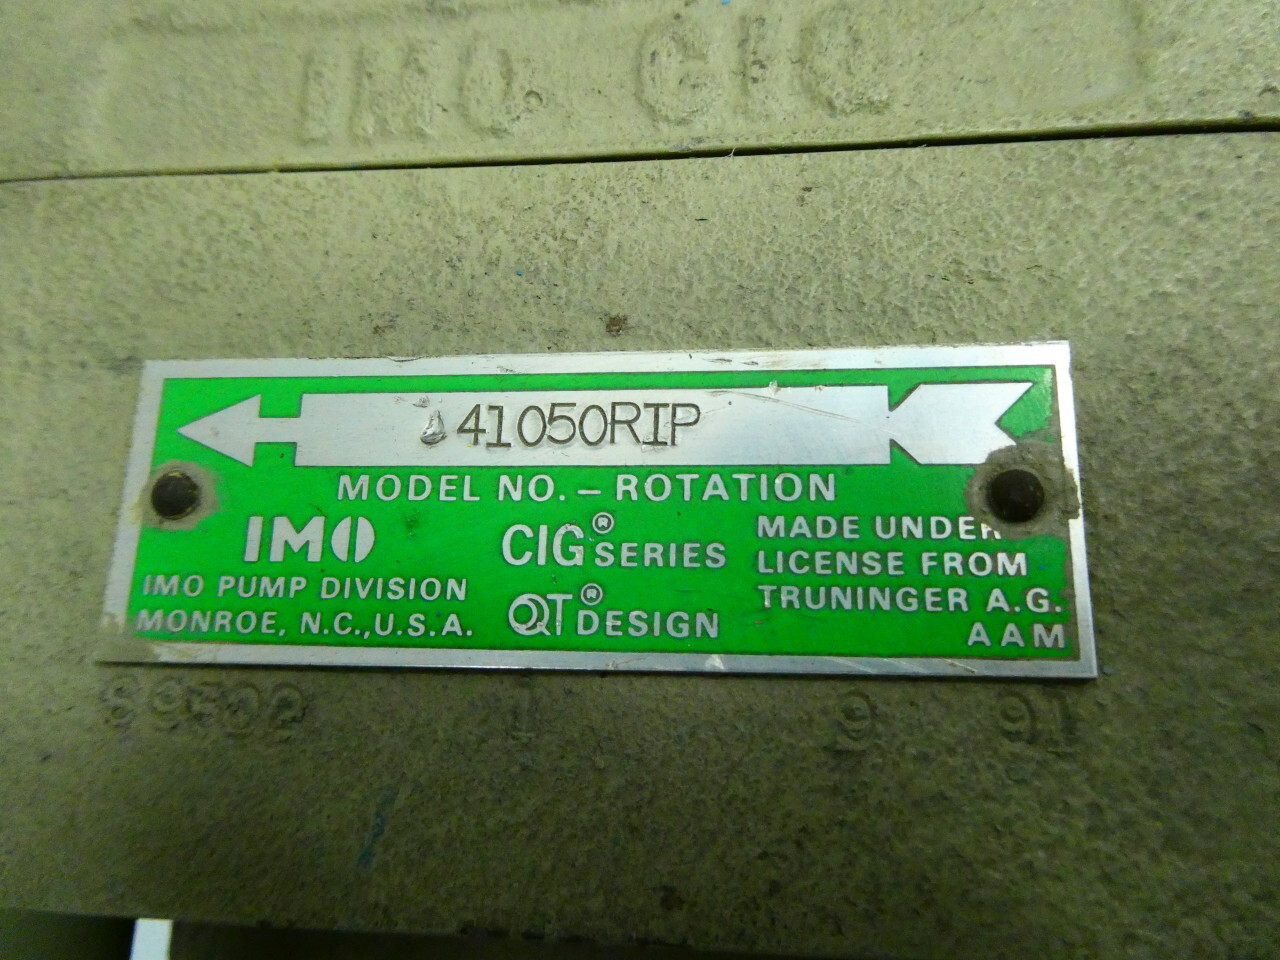 IMO CIG
41050RIP
MODEL NO. – ROTATION
IMO
CIG® SERIES
MADE UNDER
LICENSE FROM
TRUNINGER A.G.
AAM
IMO PUMP DIVISION
MONROE, N.C., U.S.A.
QT® DESIGN
1 9 91